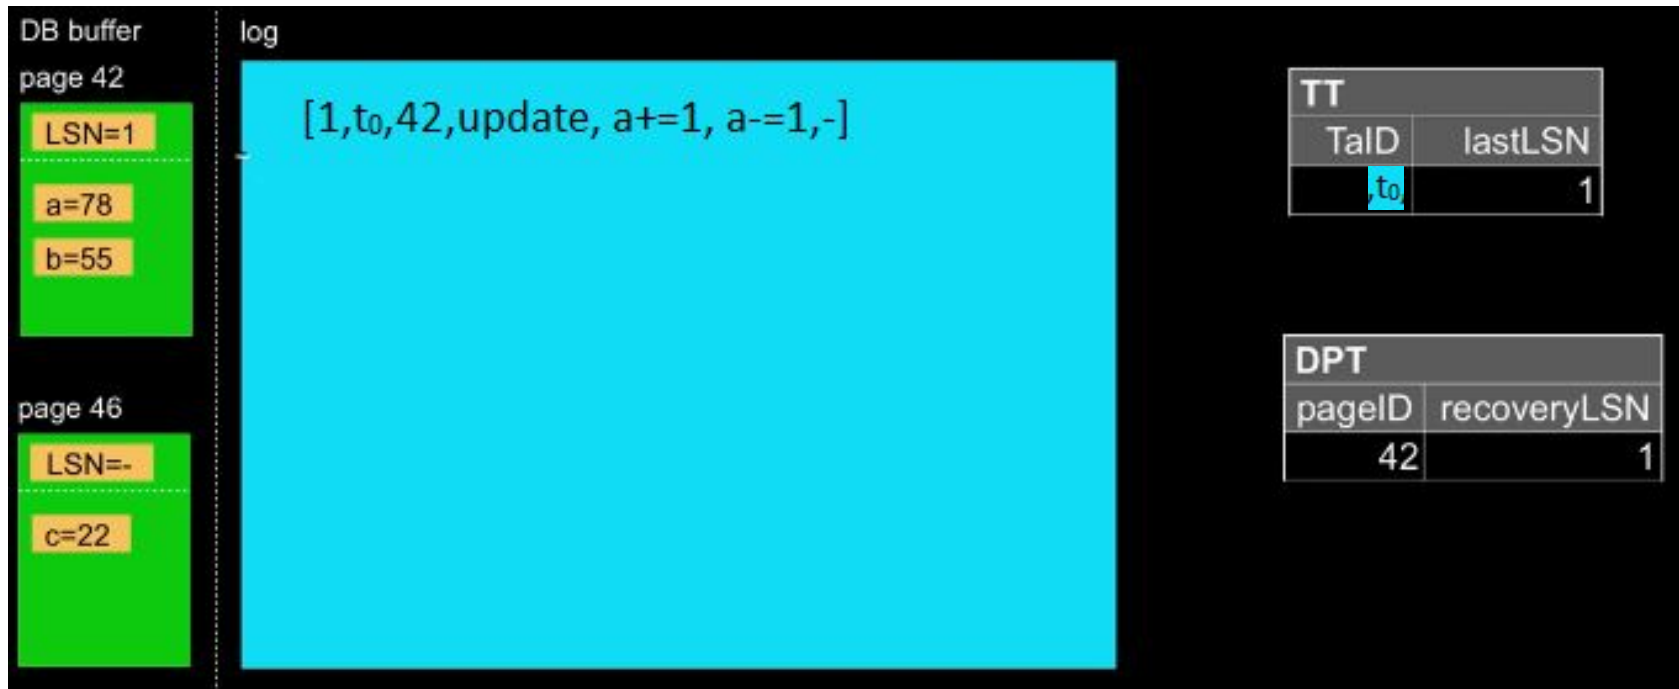 DB buffer
page 42
LSN=1
a=78
b=55
page 46
LSN=-
c=22
log
[1,t₀,42,update, a+=1, a-=1,-]
TT
TaID lastLSN
,t₀, 1
DPT
pageID recoveryLSN
42 1